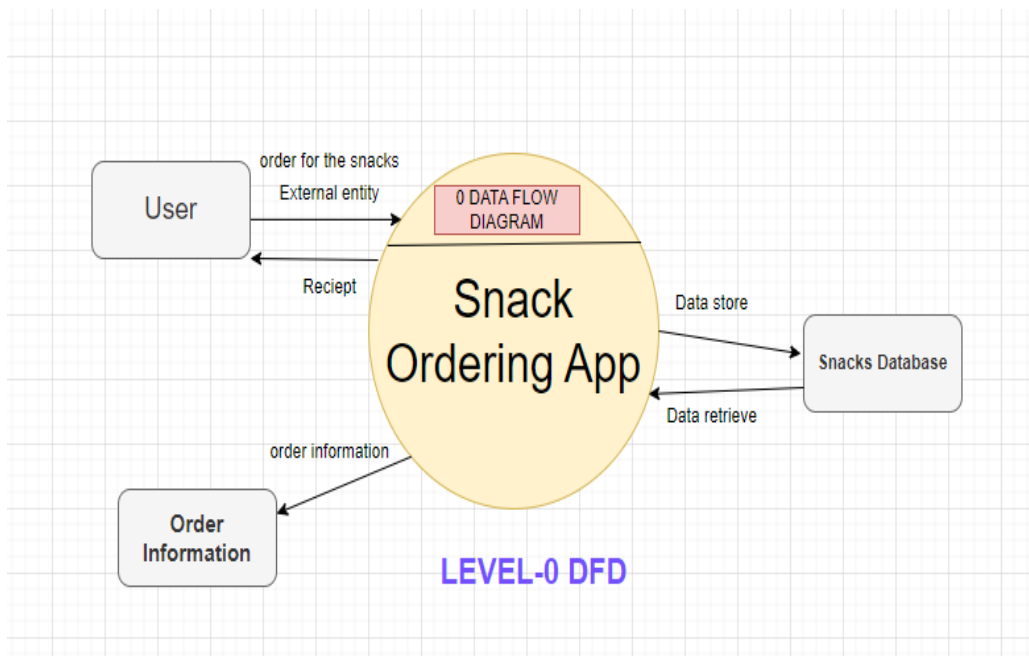 order for the snacks
External entity
User
0 DATA FLOW
DIAGRAM
Reciept
Snack
Ordering App
Data store
Snacks Database
Data retrieve
order information
Order
Information
LEVEL-0 DFD